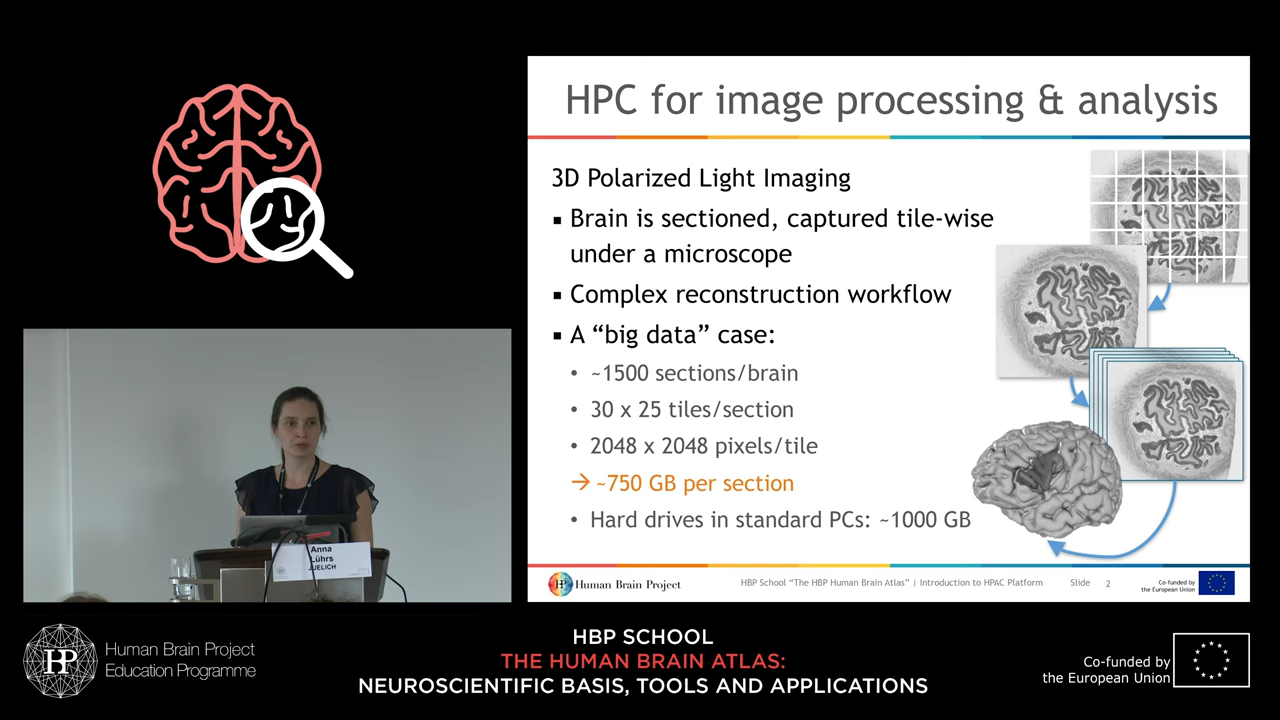 HPC for image processing & analysis
3D Polarized Light Imaging
▪ Brain is sectioned, captured tile-wise
under a microscope
▪ Complex reconstruction workflow
▪ A “big data” case:
• ~1500 sections/brain
• 30 x 25 tiles/section
• 2048 x 2048 pixels/tile
→ ~750 GB per section
• Hard drives in standard PCs: ~1000 GB
HP Human Brain Project
HBP School “The HBP Human Brain Atlas” | Introduction to HPAC Platform
Slide 2
Co-funded by
the European Union
Anna
Lührs
JUELICH
HP
Human Brain Project
Education Programme
HBP SCHOOL
THE HUMAN BRAIN ATLAS:
NEUROSCIENTIFIC BASIS, TOOLS AND APPLICATIONS
Co-funded by
the European Union